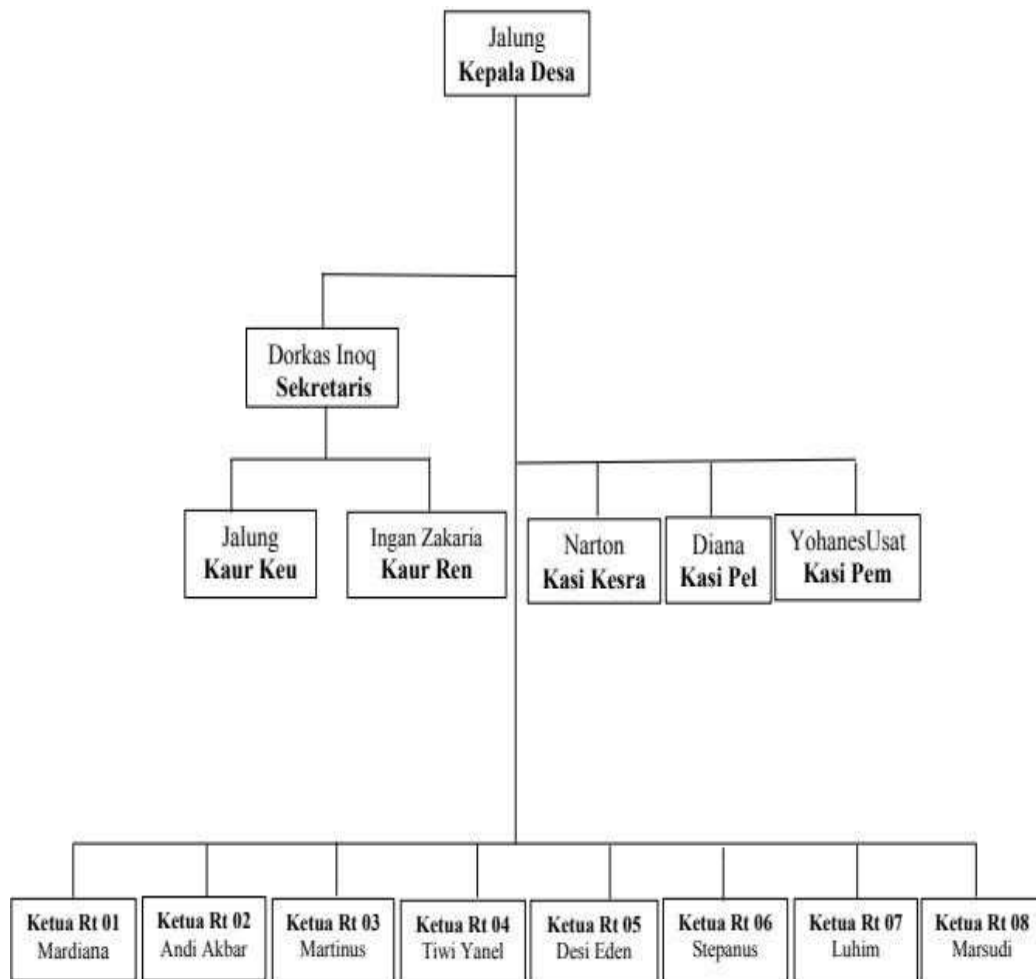 Jalung
Kepala Desa
Dorkas Inoq
Sekretaris
Jalung
Kaur Keu
Ingan Zakaria
Kaur Ren
Narton
Kasi Kesra
Diana
Kasi Pel
YohanesUsat
Kasi Pem
Ketua Rt 01
Mardiana
Ketua Rt 02
Andi Akbar
Ketua Rt 03
Martinus
Ketua Rt 04
Tiwi Yanel
Ketua Rt 05
Desi Eden
Ketua Rt 06
Stepanus
Ketua Rt 07
Luhim
Ketua Rt 08
Marsudi